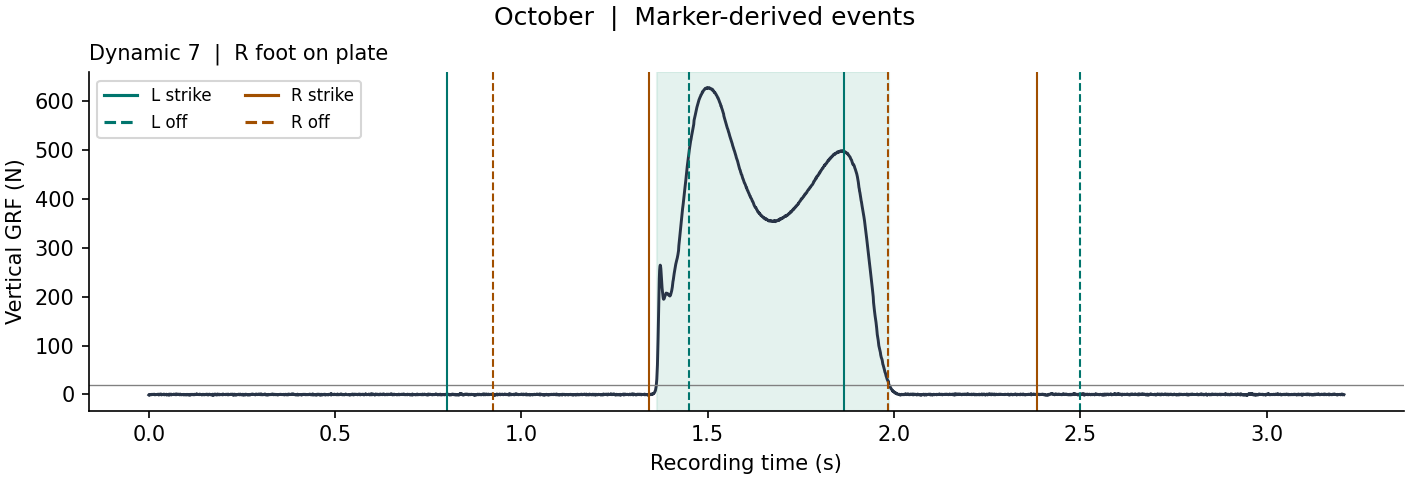 October  |  Marker-derived events
Dynamic 7  |  R foot on plate
L strike
L off
R strike
R off
Vertical GRF (N)
600
500
400
300
200
100
0
0.0
0.5
1.0
1.5
2.0
2.5
3.0
Recording time (s)